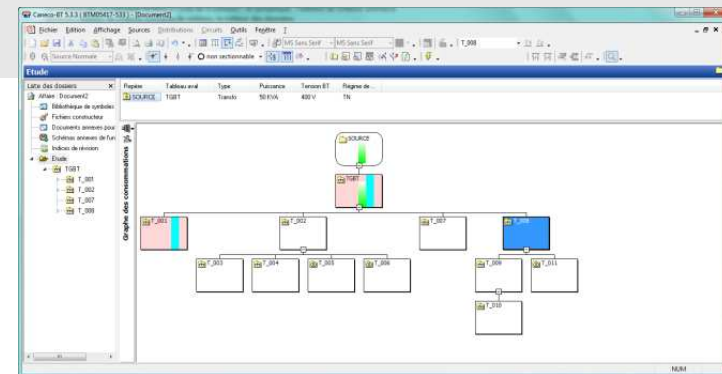 Caneco BT 5.3.3 ( BTM05417-533 ) - [Document2]
Fichier Edition Affichage Sources Distributions Circuits Outils Fenêtre ?
MS Sans Serif MS Sans Serif T_008
Source Normale non sectionnable
Etude
Liste des dossiers
Affaire : Document2
Bibliothèque de symboles
Fichiers constructeur
Documents annexes pour
Schémas annexes de fon
Indices de révision
Etude
TGBT
T_001
T_002
T_007
T_008
Repère Tableau aval Type Puissance Tension BT Régime de ...
SOURCE TGBT Transfo 50 KVA 400 V TN
Graphe des consommations
SOURCE
TGBT
T_001 T_002 T_007 T_008
T_003 T_004 T_005 T_006 T_009 T_011
T_010
NUM